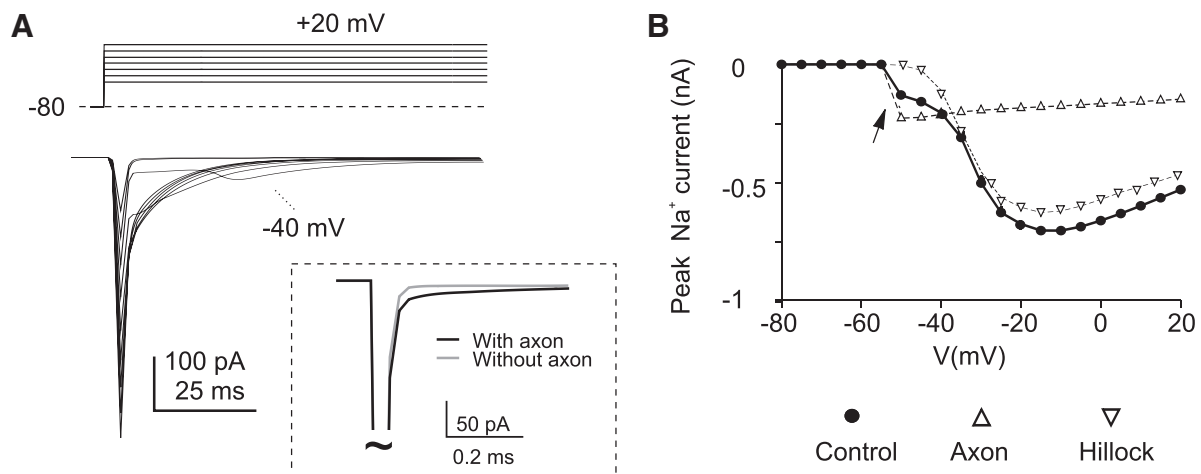 A
+20 mV
-80
-40 mV
100 pA
25 ms
With axon
Without axon
50 pA
0.2 ms
~
B
Peak Na+ current (nA)
0
-0.5
-1
-80 -60 -40 -20 0 20
V(mV)
Control Axon Hillock